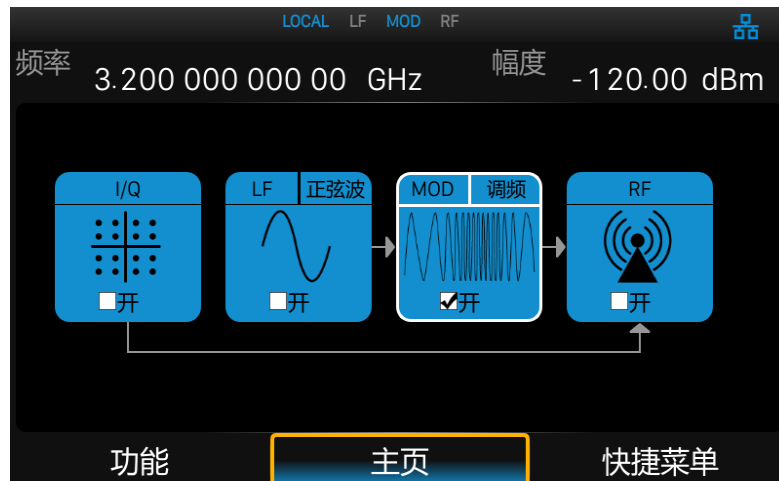 LOCAL LF MOD RF
频率 3.200 000 000 00 GHz 幅度 -120.00 dBm
I/Q LF 正弦波 MOD 调频 RF
开 开 开 开
功能 主页 快捷菜单